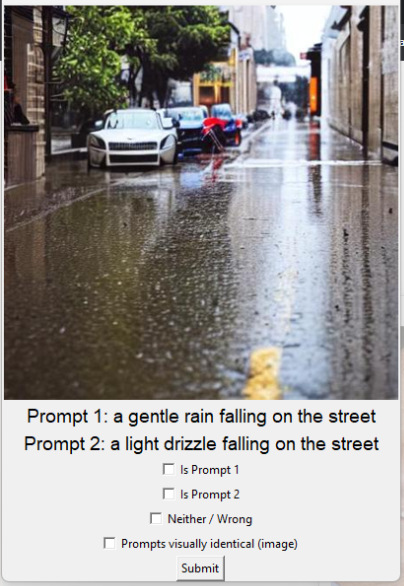 Prompt 1: a gentle rain falling on the street
Prompt 2: a light drizzle falling on the street
Is Prompt 1
Is Prompt 2
Neither / Wrong
Prompts visually identical (image)
Submit